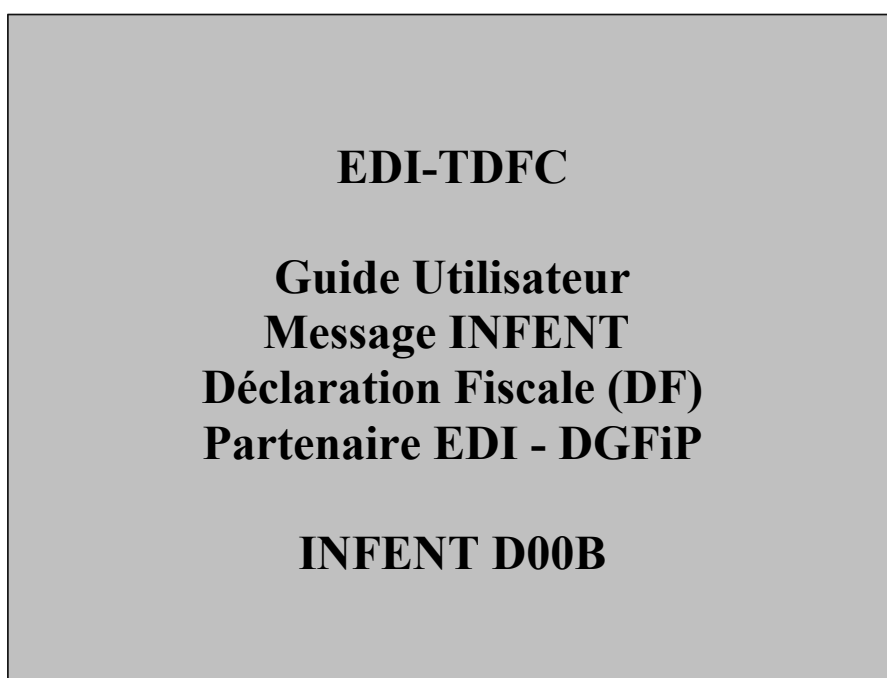 EDI-TDFC
Guide Utilisateur
Message INFENT
Déclaration Fiscale (DF)
Partenaire EDI - DGFiP
INFENT D00B